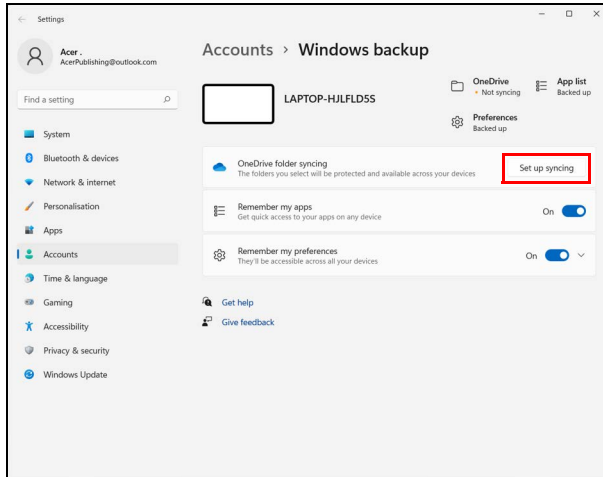 Settings
Acer .
AcerPublishing@outlook.com
Find a setting
System
Bluetooth & devices
Network & internet
Personalisation
Apps
Accounts
Time & language
Gaming
Accessibility
Privacy & security
Windows Update
Accounts > Windows backup
LAPTOP-HJLFLD5S
OneDrive
• Not syncing
App list
Backed up
Preferences
Backed up
OneDrive folder syncing
The folders you select will be protected and available across your devices
Set up syncing
Remember my apps
Get quick access to your apps on any device
On
Remember my preferences
They'll be accessible across all your devices
On
Get help
Give feedback